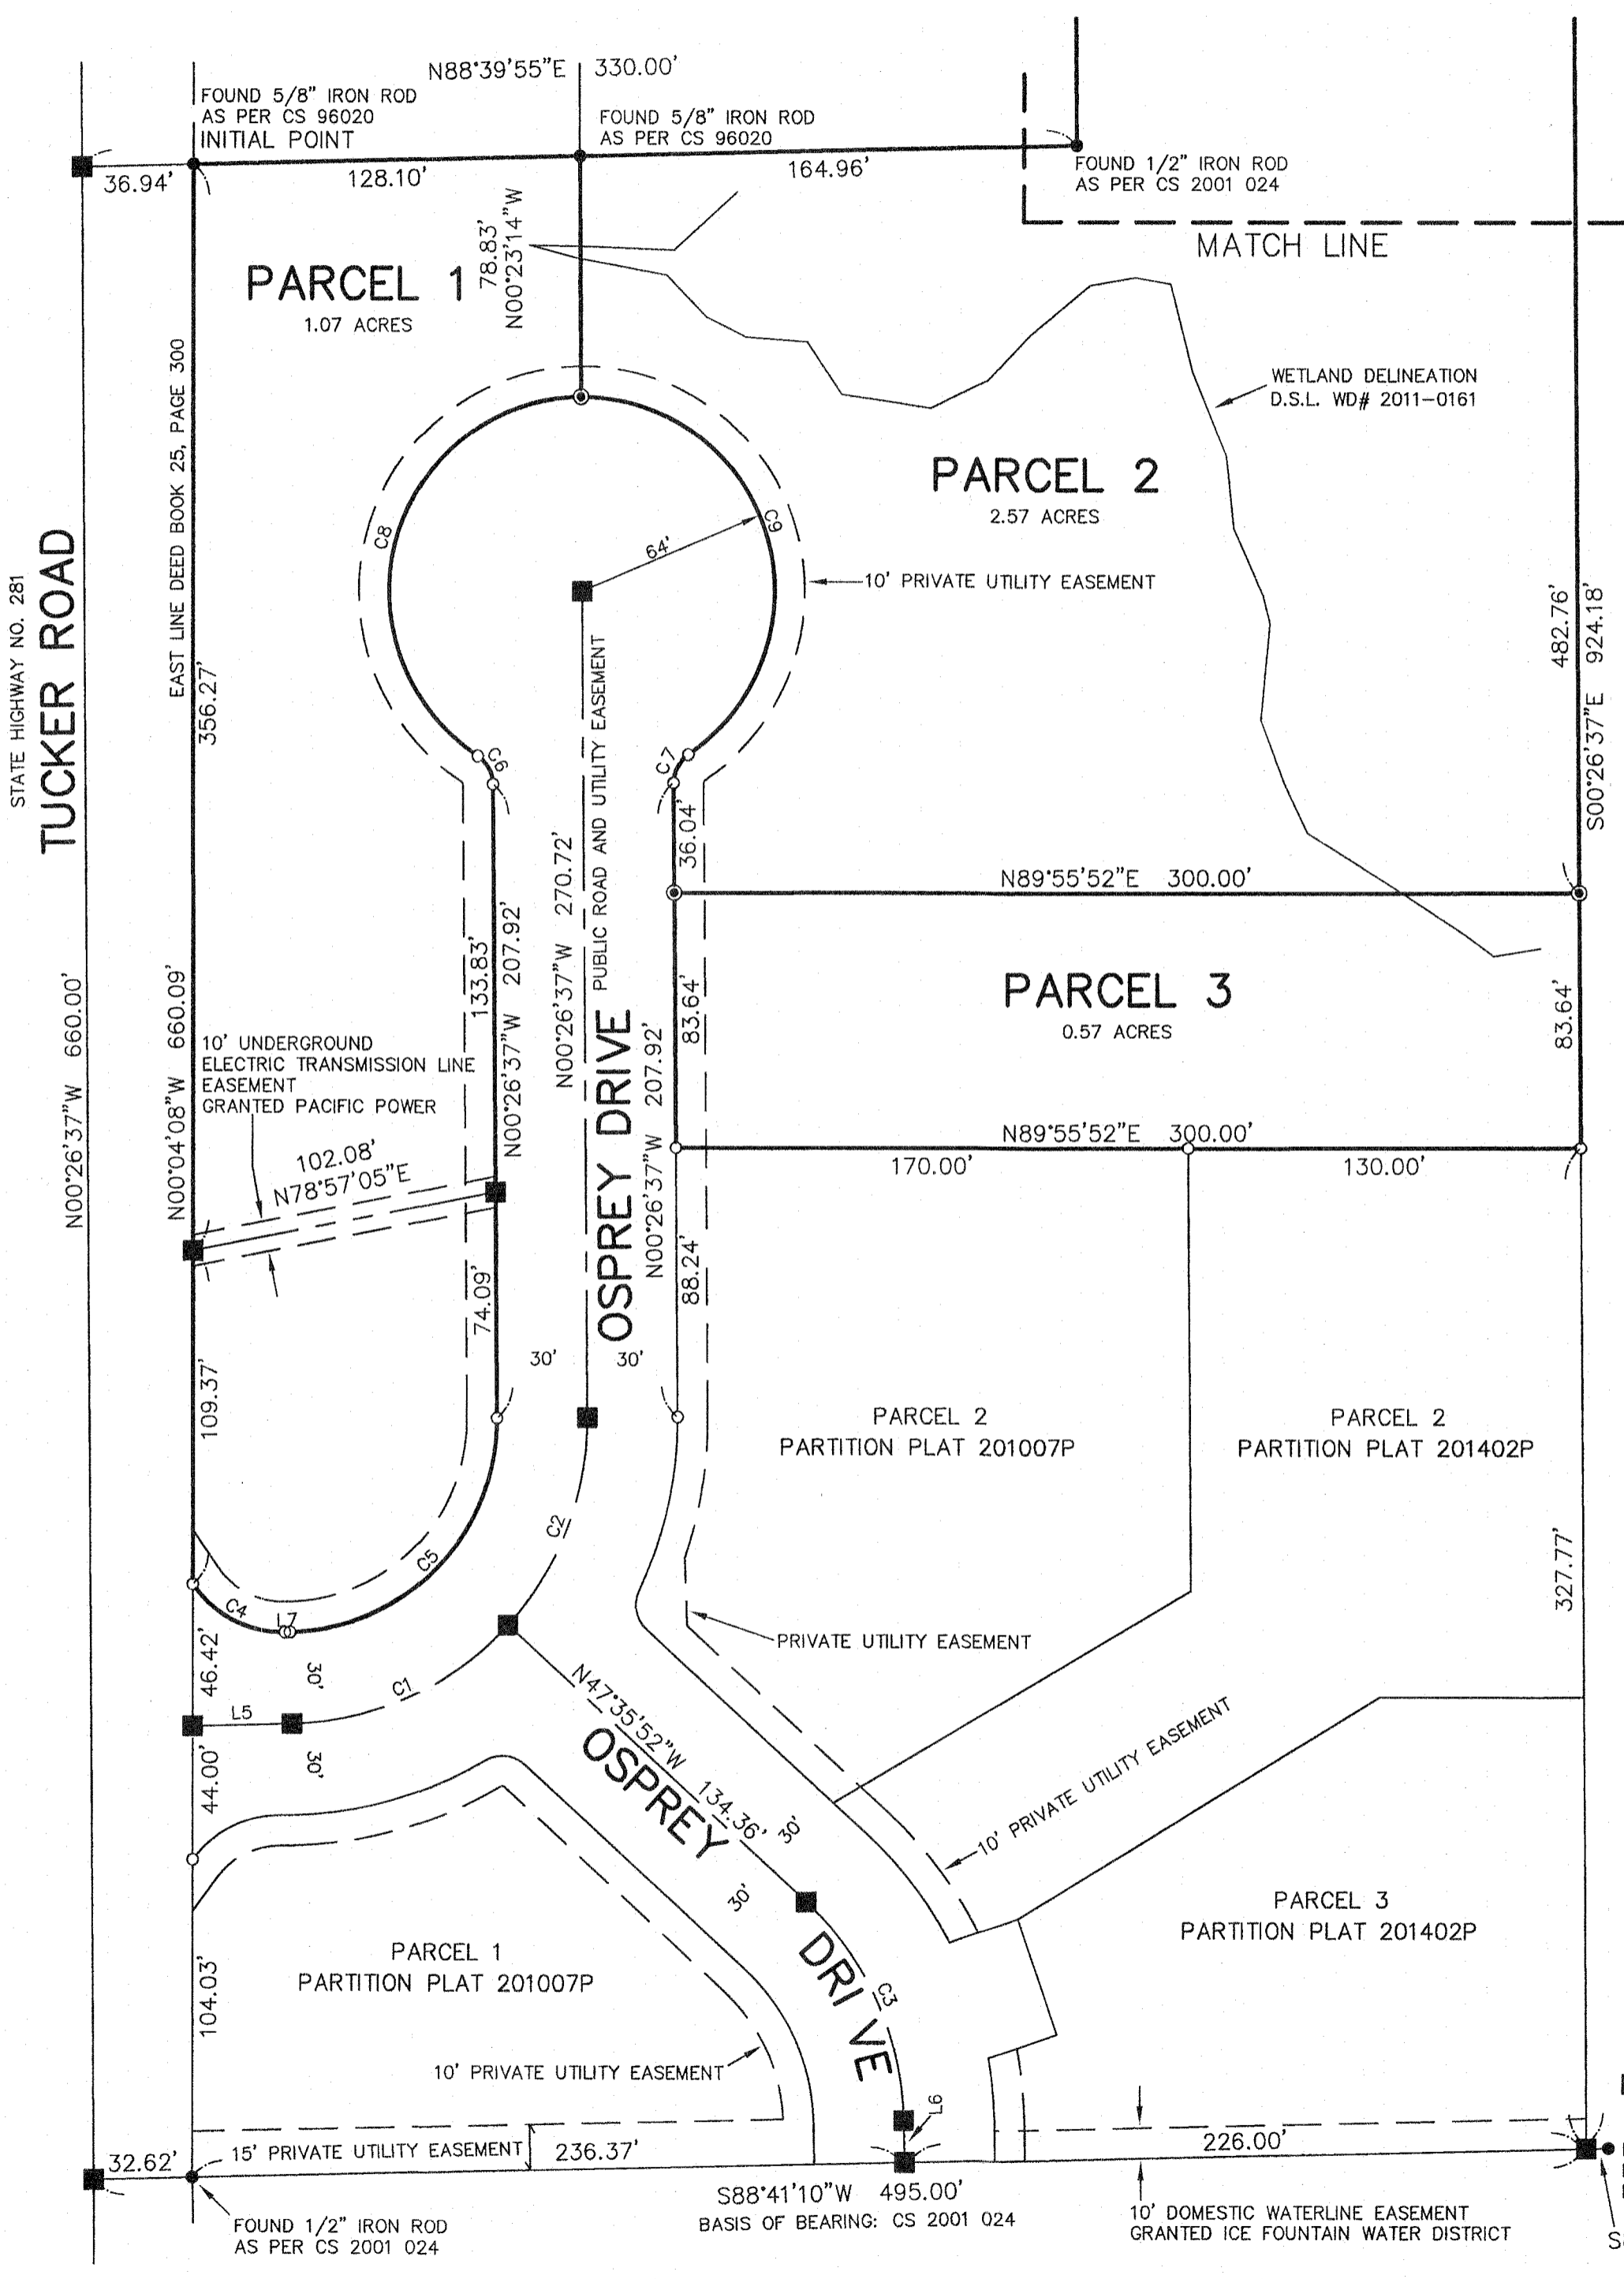 N88°39'55"E 330.00'
FOUND 5/8" IRON ROD
AS PER CS 96020
INITIAL POINT
FOUND 5/8" IRON ROD
AS PER CS 96020
36.94'
128.10'
164.96'
FOUND 1/2" IRON ROD
AS PER CS 2001 024
MATCH LINE
PARCEL 1
1.07 ACRES
78.83'
N00°23'14"W
WETLAND DELINEATION
D.S.L. WD# 2011-0161
PARCEL 2
2.57 ACRES
C8
C9
64'
10' PRIVATE UTILITY EASEMENT
STATE HIGHWAY NO. 281
TUCKER ROAD
EAST LINE DEED BOOK 25, PAGE 300
356.27'
482.76'
S00°26'37"E 924.18'
C6
C7
36.04'
N89°55'52"E 300.00'
PUBLIC ROAD AND UTILITY EASEMENT
N00°26'37"W 270.72'
133.83'
N00°26'37"W 207.92'
OSPREY DRIVE
N00°26'37"W 207.92'
83.64'
PARCEL 3
0.57 ACRES
83.64'
N00°26'37"W 660.00'
N00°04'08"W 660.09'
10' UNDERGROUND
ELECTRIC TRANSMISSION LINE
EASEMENT
GRANTED PACIFIC POWER
102.08'
N78°57'05"E
N89°55'52"E 300.00'
170.00'
130.00'
74.09'
88.24'
30'
30'
109.37'
PARCEL 2
PARTITION PLAT 201007P
PARCEL 2
PARTITION PLAT 201402P
C2
C5
C4
L7
327.77'
PRIVATE UTILITY EASEMENT
46.42'
30'
C1
L5
N47°35'52"W 134.36'
OSPREY
DRIVE
44.00'
30'
30'
30'
10' PRIVATE UTILITY EASEMENT
PARCEL 3
PARTITION PLAT 201402P
PARCEL 1
PARTITION PLAT 201007P
C3
104.03'
10' PRIVATE UTILITY EASEMENT
L6
32.62'
15' PRIVATE UTILITY EASEMENT
236.37'
226.00'
S88°41'10"W 495.00'
BASIS OF BEARING: CS 2001 024
FOUND 1/2" IRON ROD
AS PER CS 2001 024
10' DOMESTIC WATERLINE EASEMENT
GRANTED ICE FOUNTAIN WATER DISTRICT